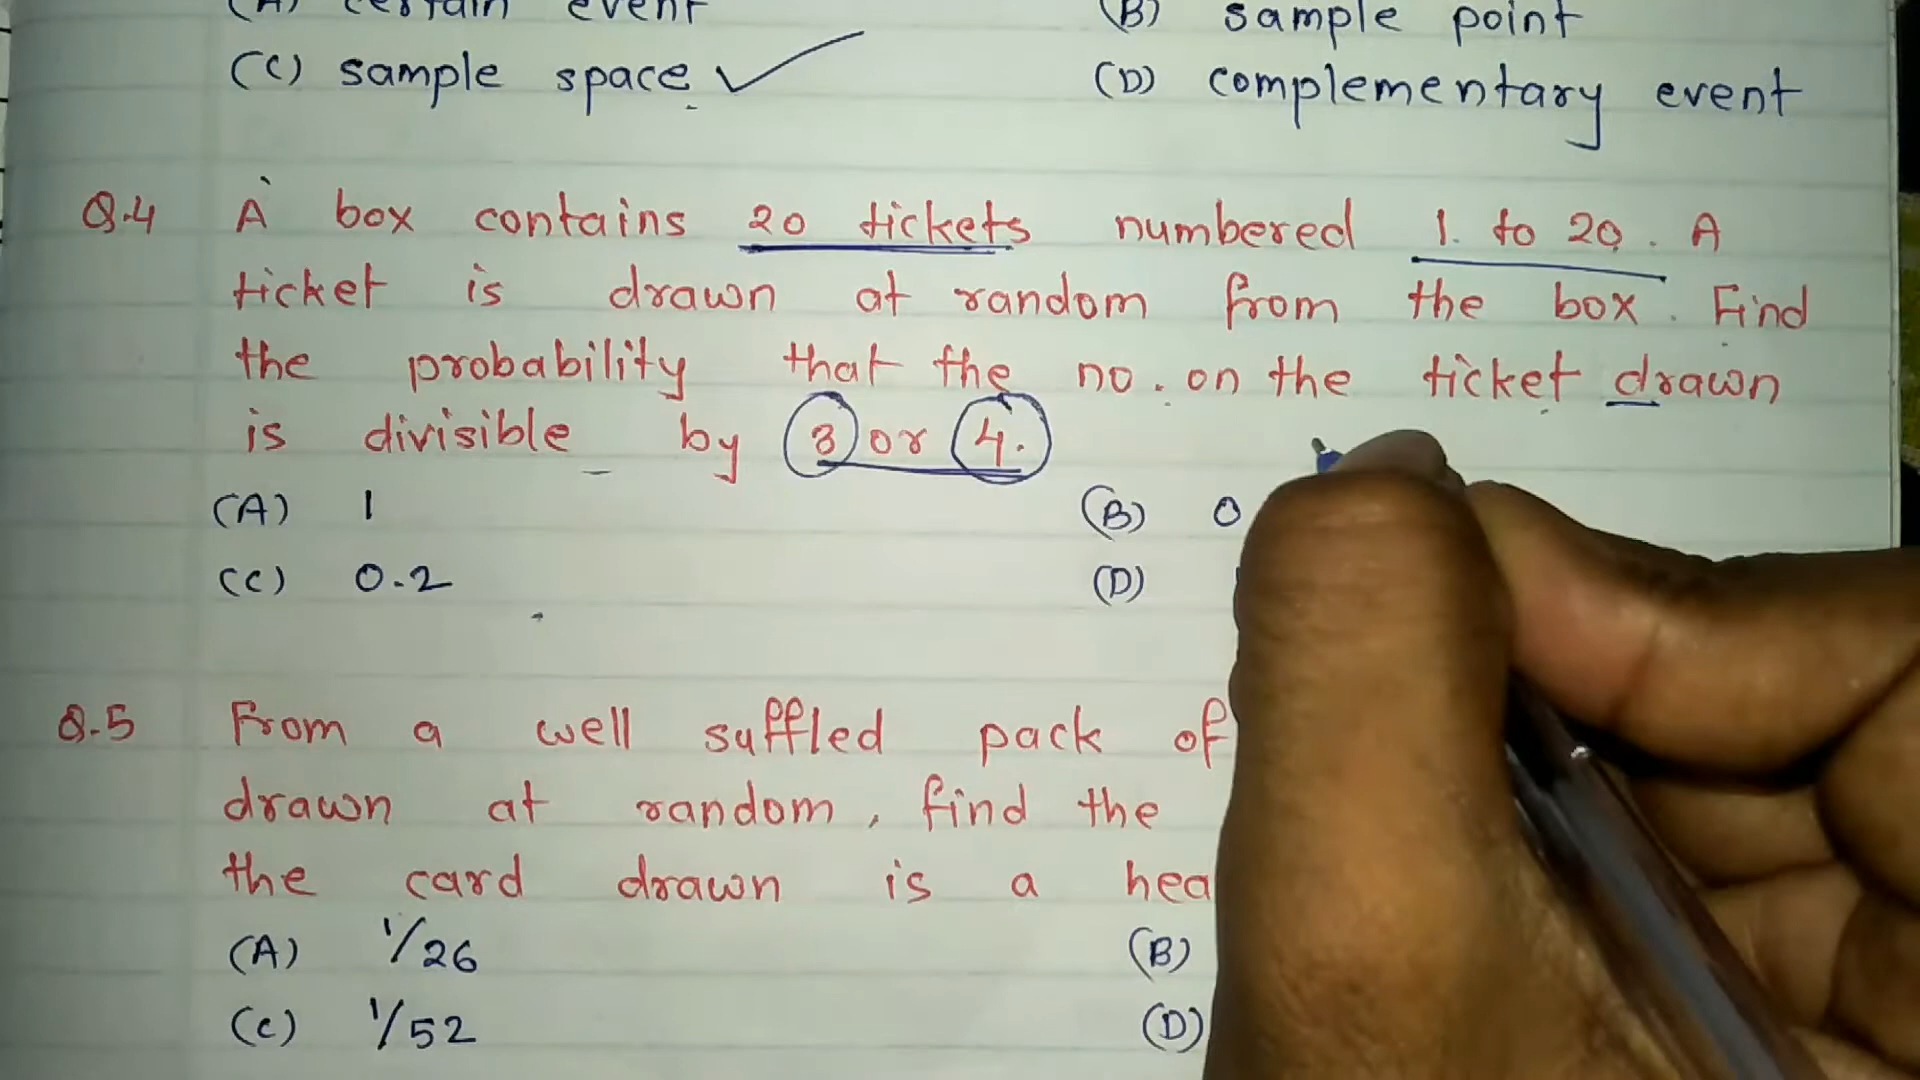 (A) certain event (B) sample point
(C) sample space ✓ (D) complementary event
Q.4 A box contains 20 tickets numbered 1 to 20. A
ticket is drawn at random from the box. Find
the probability that the no. on the ticket drawn
is divisible by 3 or 4.
(A) 1 (B) 0
(C) 0.2 (D)
Q.5 From a well suffled pack of
drawn at random, find the
the card drawn is a hea
(A) 1/26 (B)
(C) 1/52 (D)